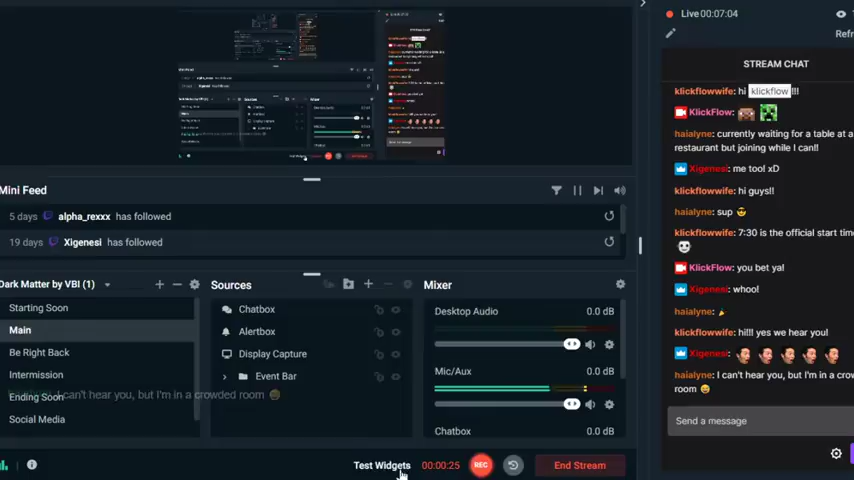 Live 00:07:04
Refr
STREAM CHAT
klickflowwife: hi klickflow !!!
KlickFlow:
haialyne: currently waiting for a table at a
restaurant but joining while I can!!
Xigenesi: me too! xD
klickflowwife: hi guys!!
haialyne: sup 😎
klickflowwife: 7:30 is the official start time
KlickFlow: you bet ya!
Xigenesi: whoo!
haialyne: 🎉
klickflowwife: hi!!! yes we hear you!
Xigenesi:
haialyne: I can't hear you, but I'm in a crowded
room 😅
Send a message
Mini Feed
5 days alpha_rexxx has followed
19 days Xigenesi has followed
Dark Matter by VBI (1)
Starting Soon
Main
Be Right Back
Intermission
Ending Soon
Social Media
I can't hear you, but I'm in a crowded room
Sources
Chatbox
Alertbox
Display Capture
Event Bar
Mixer
Desktop Audio 0.0 dB
Mic/Aux 0.0 dB
Chatbox 0.0 dB
Test Widgets 00:00:25 REC End Stream